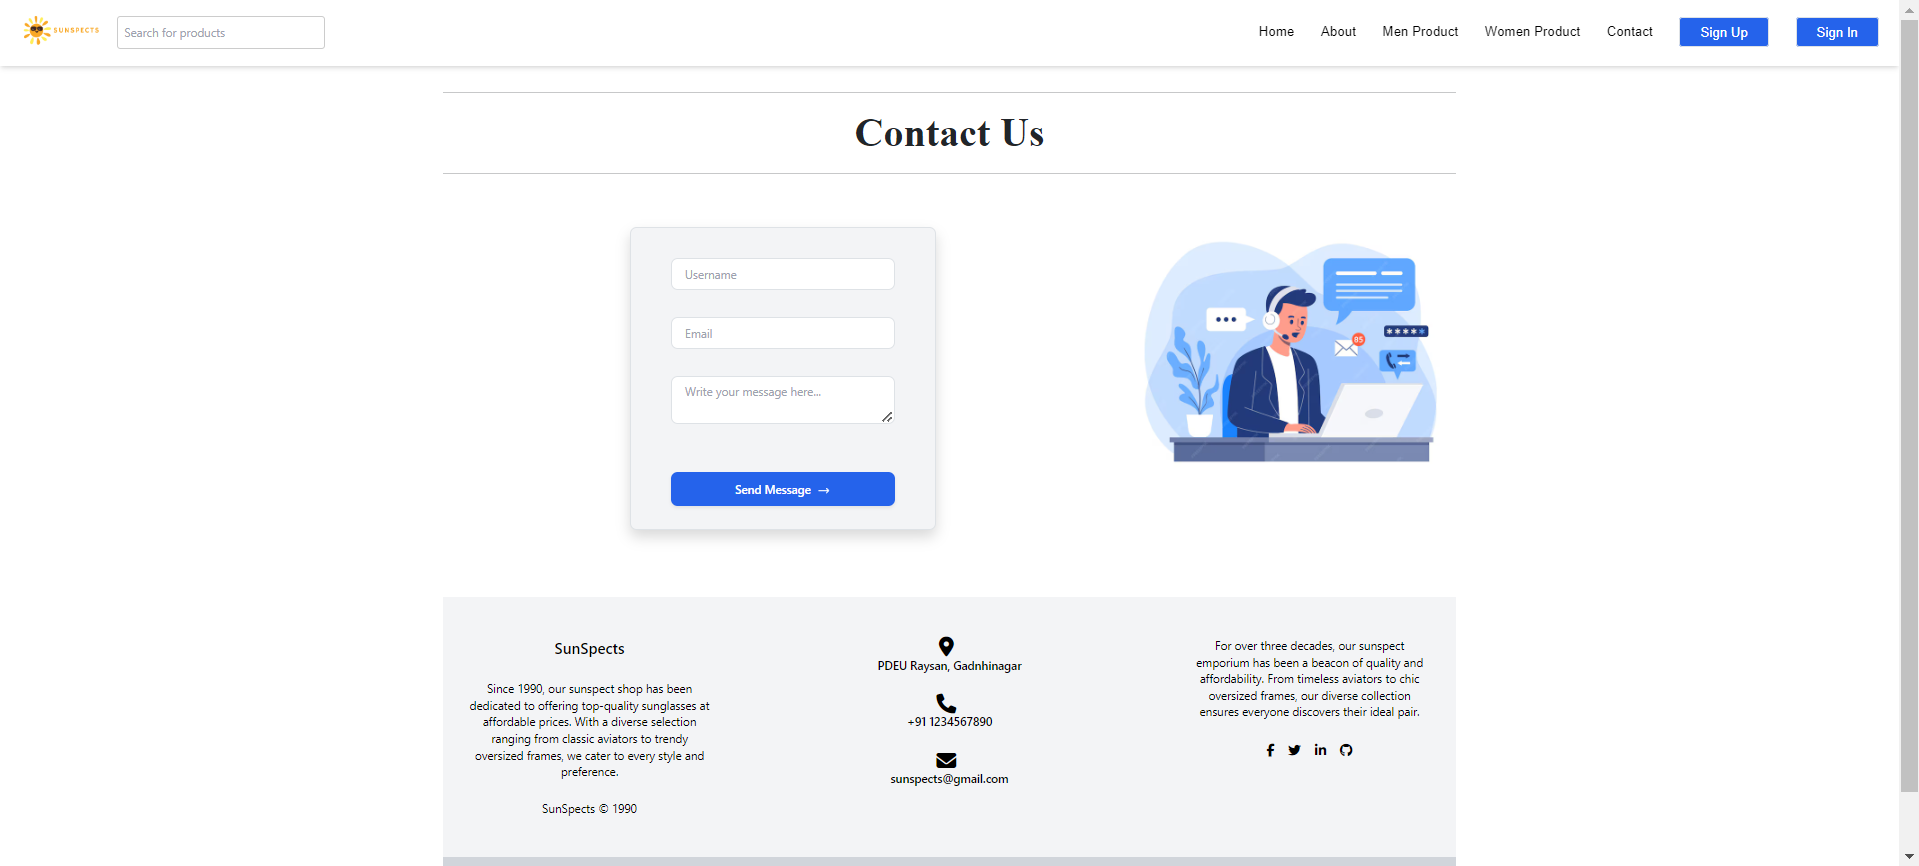 SUNSPECTS
Search for products
Home
About
Men Product
Women Product
Contact
Sign Up
Sign In
Contact Us
Username
Email
Write your message here...
Send Message →
85
*****
SunSpects
Since 1990, our sunspect shop has been
dedicated to offering top-quality sunglasses at
affordable prices. With a diverse selection
ranging from classic aviators to trendy
oversized frames, we cater to every style and
preference.
SunSpects © 1990
PDEU Raysan, Gadnhinagar
+91 1234567890
sunspects@gmail.com
For over three decades, our sunspect
emporium has been a beacon of quality and
affordability. From timeless aviators to chic
oversized frames, our diverse collection
ensures everyone discovers their ideal pair.